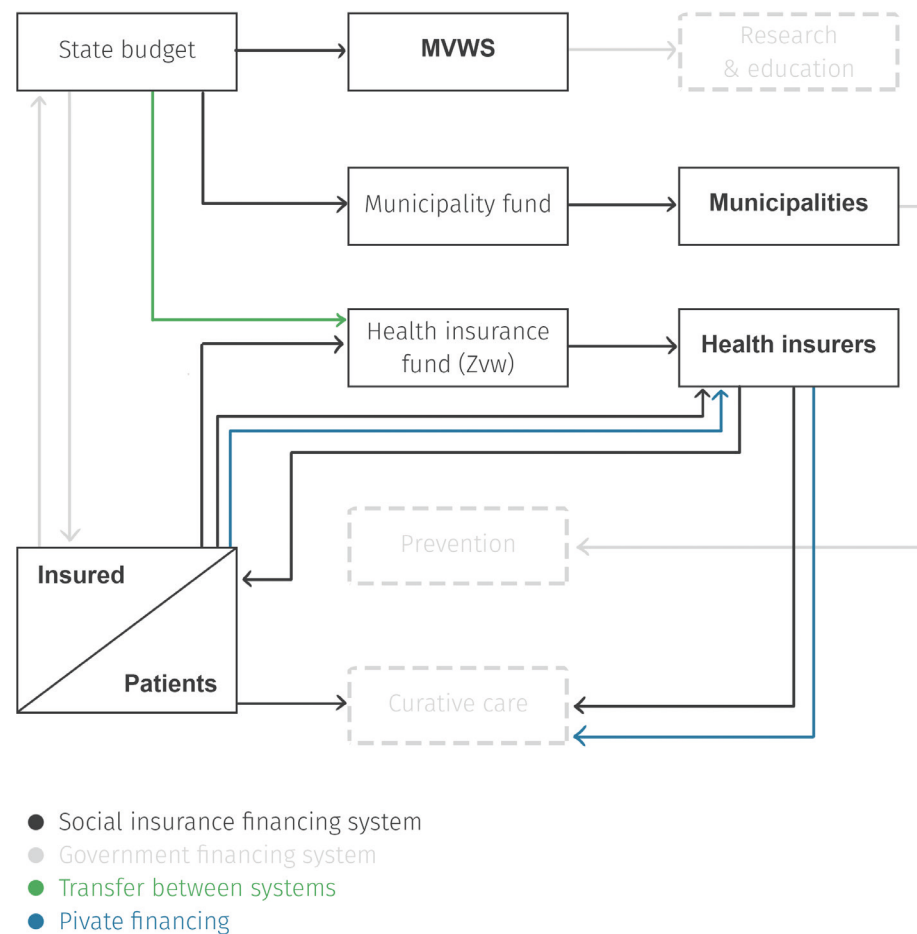 State budget
MVWS
Research
& education
Municipality fund
Municipalities
Health insurance
fund (Zvw)
Health insurers
Prevention
Insured
Patients
Curative care
Social insurance financing system
Government financing system
Transfer between systems
Pivate financing